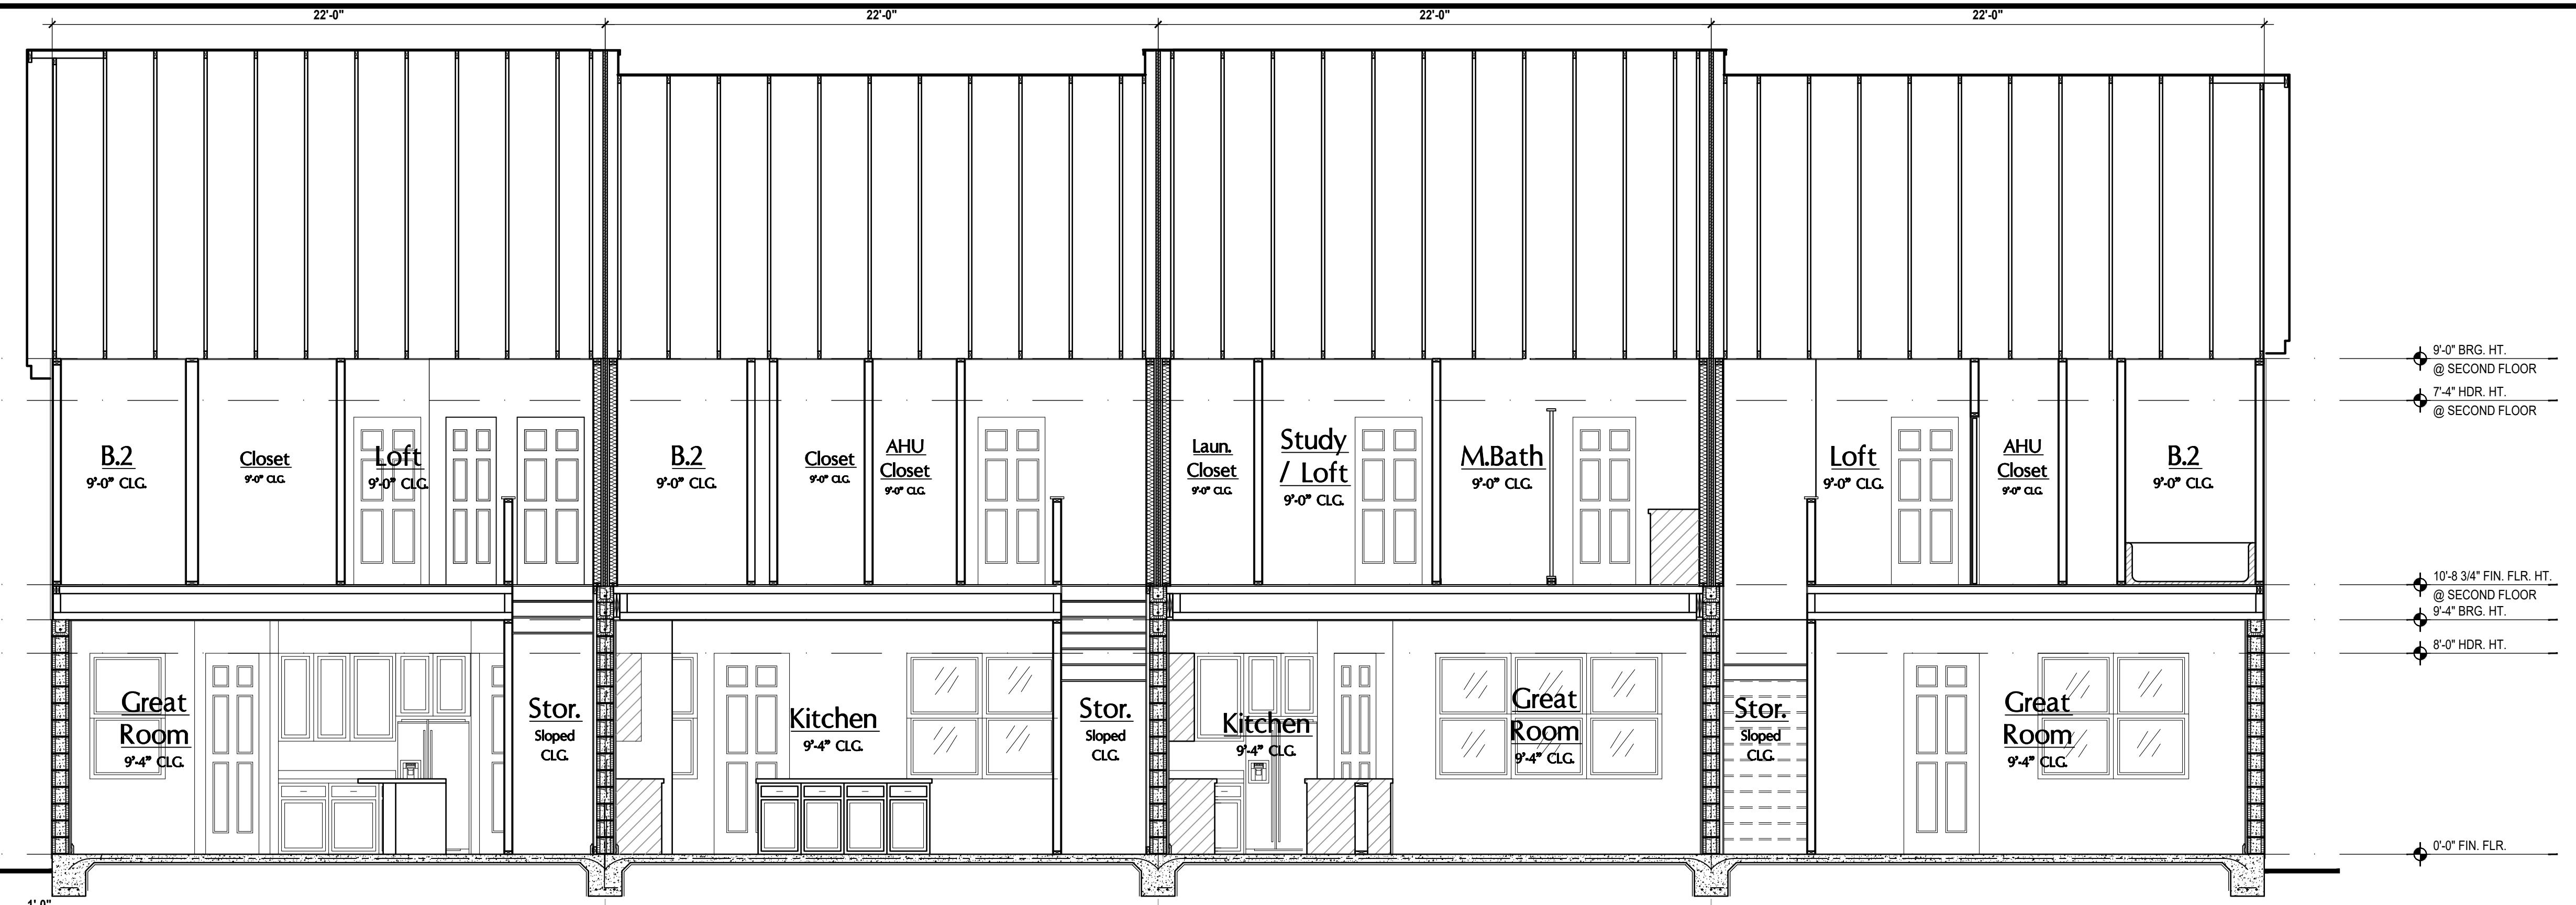 22'-0"
22'-0"
22'-0"
22'-0"
9'-0" BRG. HT.
@ SECOND FLOOR
7'-4" HDR. HT.
@ SECOND FLOOR
B.2
9'-0" CLG.
Closet
9'-0" CLG.
Loft
9'-0" CLG.
B.2
9'-0" CLG.
Closet
9'-0" CLG.
AHU
Closet
9'-0" CLG.
Laun.
Closet
9'-0" CLG.
Study
/ Loft
9'-0" CLG.
M.Bath
9'-0" CLG.
Loft
9'-0" CLG.
AHU
Closet
9'-0" CLG.
B.2
9'-0" CLG.
10'-8 3/4" FIN. FLR. HT.
@ SECOND FLOOR
9'-4" BRG. HT.
8'-0" HDR. HT.
Great
Room
9'-4" CLG.
Stor.
Sloped
CLG.
Kitchen
9'-4" CLG.
Stor.
Sloped
CLG.
Kitchen
9'-4" CLG.
Great
Room
9'-4" CLG.
Stor.
Sloped
CLG.
Great
Room
9'-4" CLG.
0'-0" FIN. FLR.
1'-0"